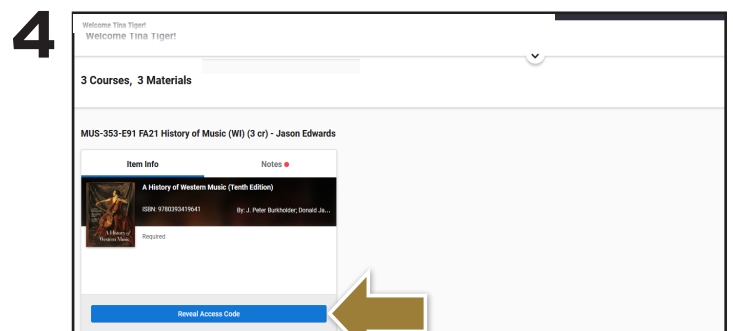 4
Welcome Tina Tiger!
Welcome Tina Tiger!
3 Courses, 3 Materials
MUS-353-E91 FA21 History of Music (WI) (3 cr) - Jason Edwards
Item Info
Notes
A History of Western Music (Tenth Edition)
ISBN: 9780393419641
By: J. Peter Burkholder; Donald Ja...
A History of
Western Music
Required
Reveal Access Code